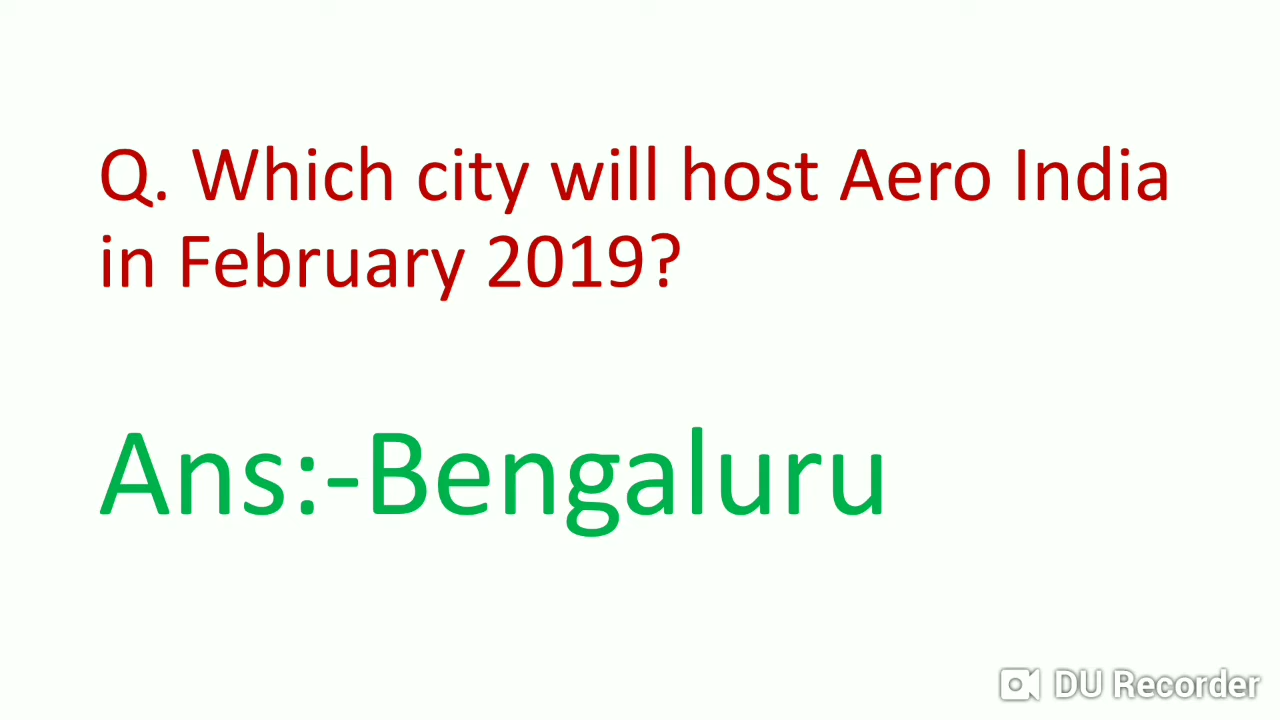 Q. Which city will host Aero India
in February 2019?
Ans:-Bengaluru
DU Recorder